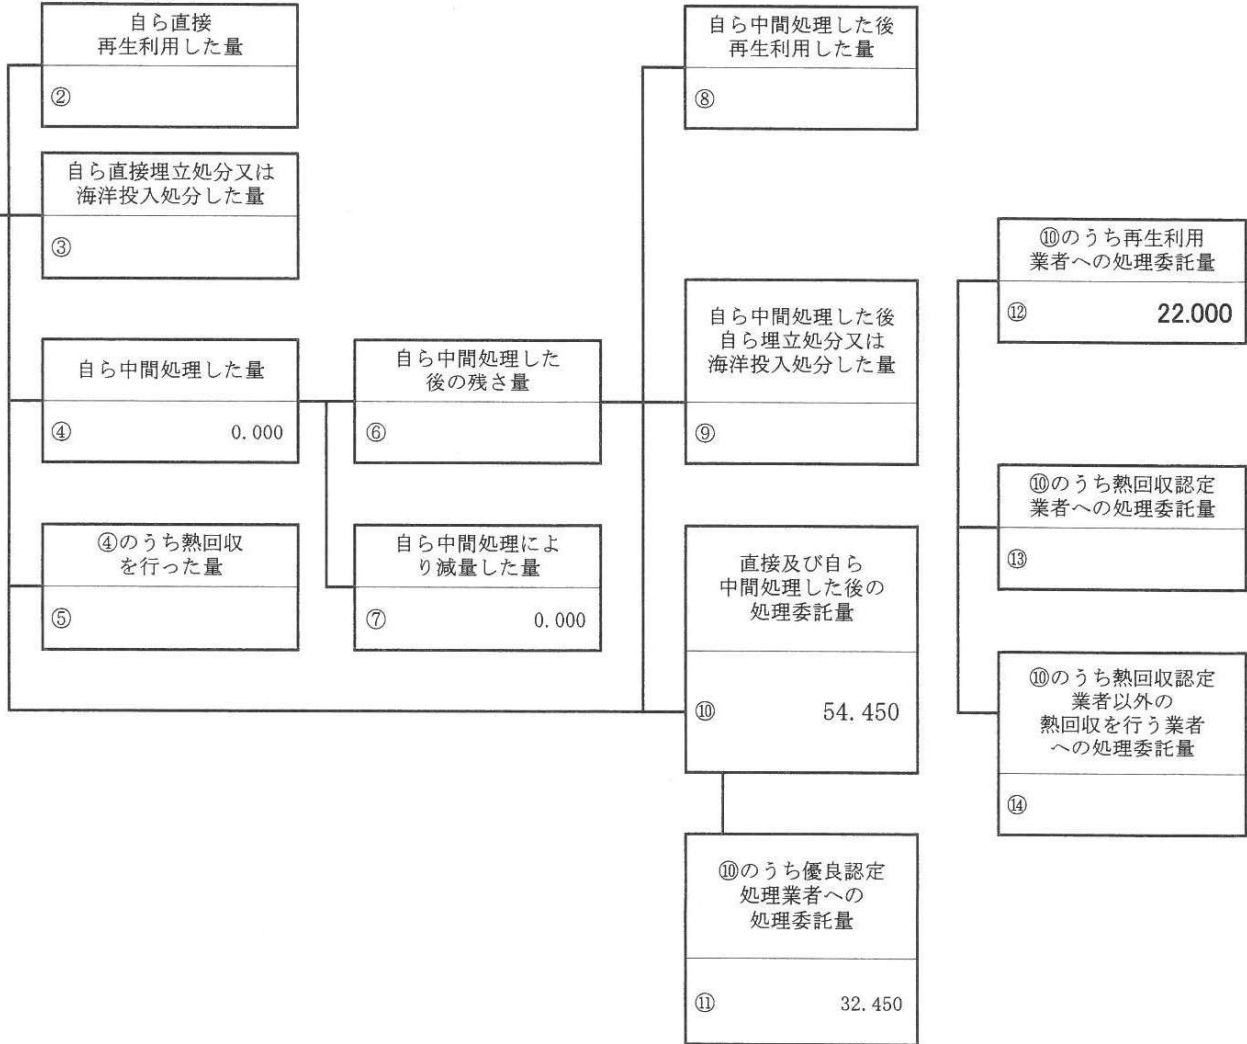 自ら直接
再生利用した量
②
自ら直接埋立処分又は
海洋投入処分した量
③
自ら中間処理した量
④ 0.000
④のうち熱回収
を行った量
⑤
自ら中間処理した
後の残さ量
⑥
自ら中間処理によ
り減量した量
⑦ 0.000
自ら中間処理した後
再生利用した量
⑧
自ら中間処理した後
自ら埋立処分又は
海洋投入処分した量
⑨
直接及び自ら
中間処理した後の
処理委託量
⑩ 54.450
⑩のうち優良認定
処理業者への
処理委託量
⑪ 32.450
⑩のうち再生利用
業者への処理委託量
⑫ 22.000
⑩のうち熱回収認定
業者への処理委託量
⑬
⑩のうち熱回収認定
業者以外の
熱回収を行う業者
への処理委託量
⑭